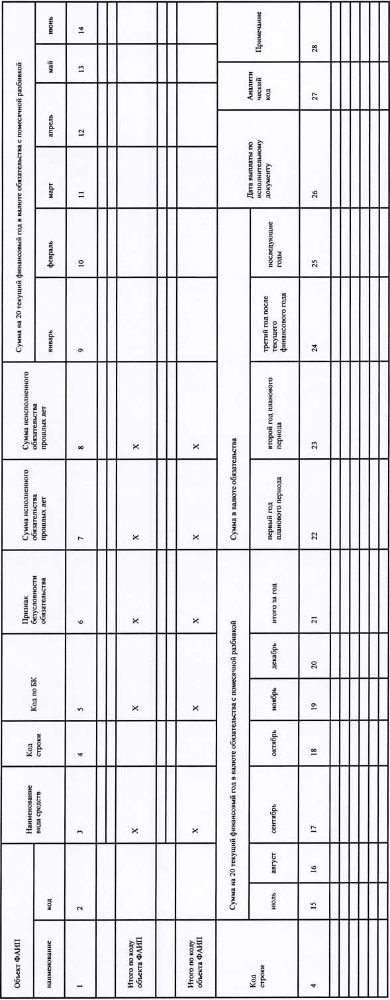 Объект ФАИП
наименование
код
Наименование
вида средств
Код
строки
Код по БК
Признак
безусловности
обязательства
Сумма исполненного
обязательства
прошлых лет
Сумма неисполненного
обязательства
прошлых лет
Сумма на 20 текущий финансовый год в валюте обязательства с помесячной разбивкой
январь
февраль
март
апрель
май
июнь
1 2 3 4 5 6 7 8 9 10 11 12 13 14
Итого по коду
объекта ФАИП
X X X X X X
Итого по коду
объекта ФАИП
X X X X X X
Код
строки
Сумма на 20 текущий финансовый год в валюте обязательства с помесячной разбивкой
июль
август
сентябрь
октябрь
ноябрь
декабрь
итого за год
Сумма в валюте обязательства
первый год
планового периода
второй год планового
периода
третий год после
текущего
финансового года
последующие
годы
Дата выплаты по
исполнительному
документу
Аналити
ческий
код
Примечание
4 15 16 17 18 19 20 21 22 23 24 25 26 27 28